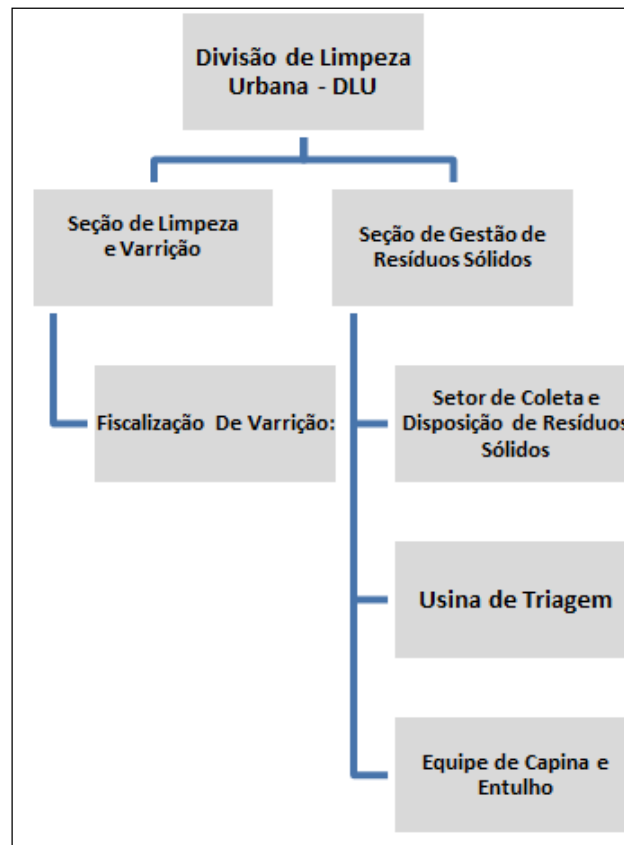 Divisão de Limpeza
Urbana - DLU
Seção de Limpeza
e Varrição
Seção de Gestão de
Resíduos Sólidos
Fiscalização De Varrição:
Setor de Coleta e
Disposição de Resíduos
Sólidos
Usina de Triagem
Equipe de Capina e
Entulho